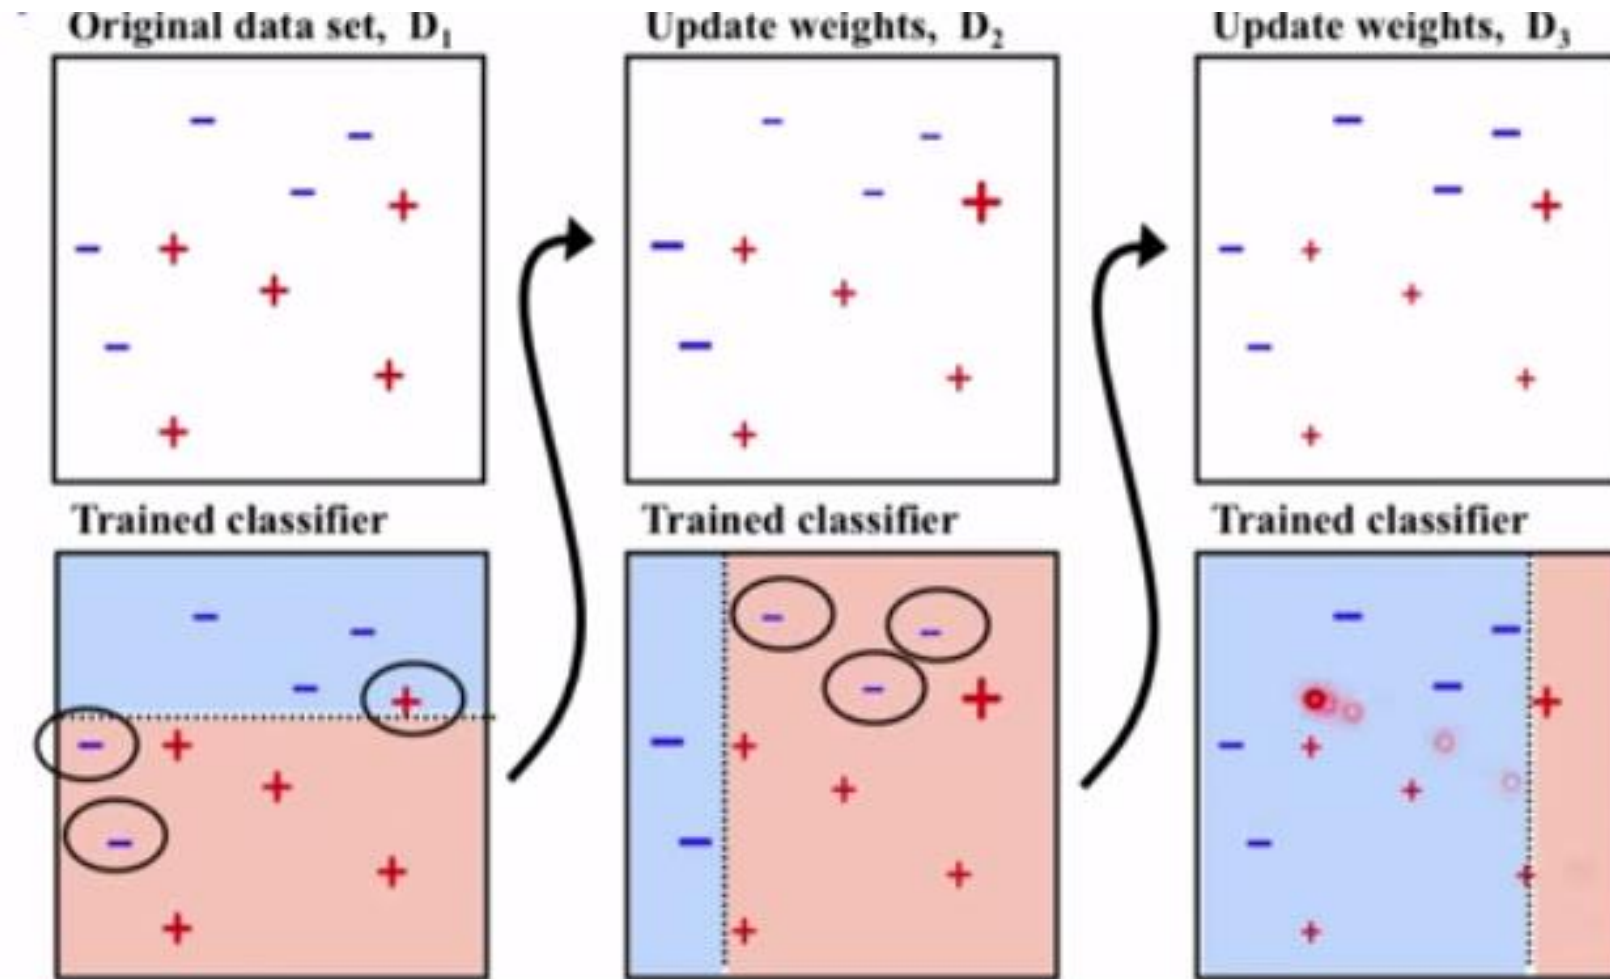 Original data set, D₁
Update weights, D₂
Update weights, D₃
Trained classifier
Trained classifier
Trained classifier